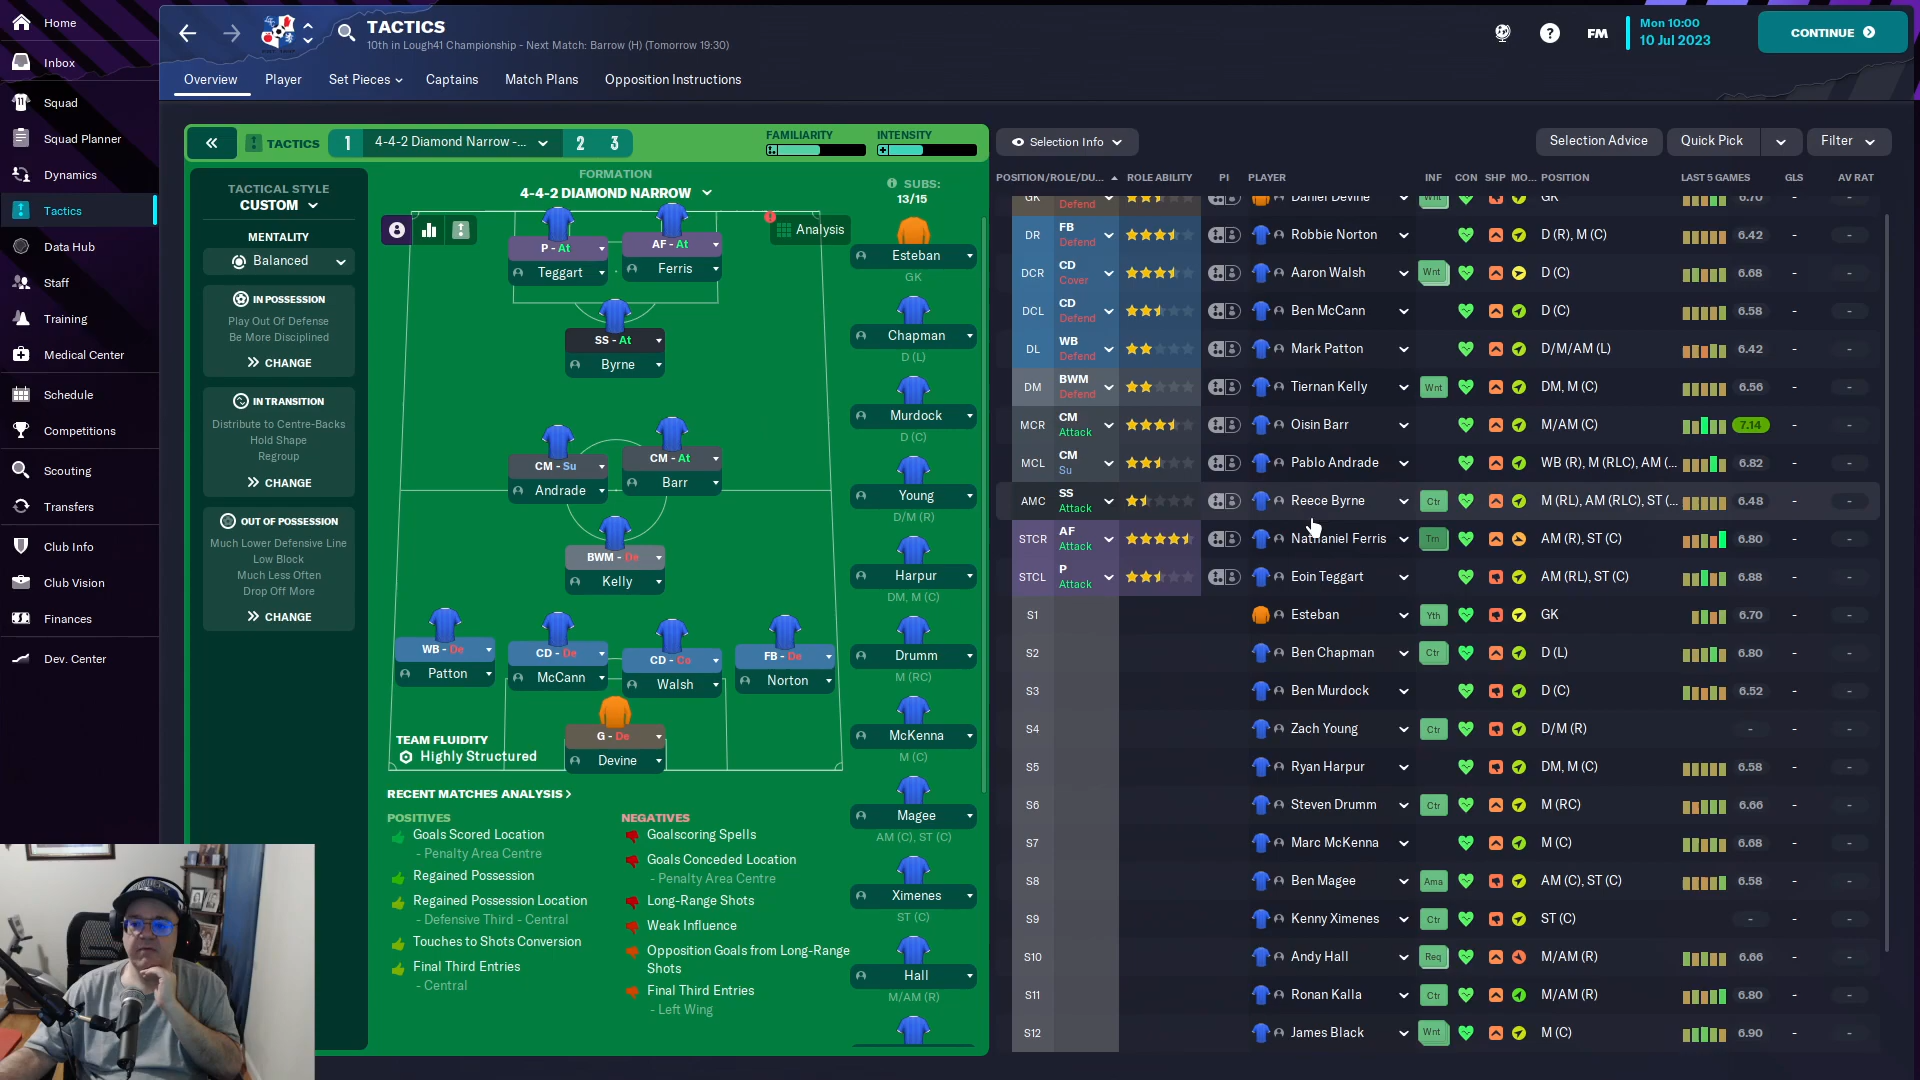 Home
Inbox
Squad
Squad Planner
Dynamics
Tactics
Data Hub
Staff
Training
Medical Center
Schedule
Competitions
Scouting
Transfers
Club Info
Club Vision
Finances
Dev. Center
TACTICS
10th in Lough41 Championship - Next Match: Barrow (H) (Tomorrow 19:30)
FM
Mon 10:00
10 Jul 2023
CONTINUE
Overview
Player
Set Pieces
Captains
Match Plans
Opposition Instructions
TACTICS
1
4-4-2 Diamond Narrow -...
2
3
FAMILIARITY
INTENSITY
TACTICAL STYLE
CUSTOM
MENTALITY
Balanced
IN POSSESSION
Play Out Of Defense
Be More Disciplined
CHANGE
IN TRANSITION
Distribute to Centre-Backs
Hold Shape
Regroup
CHANGE
OUT OF POSSESSION
Much Lower Defensive Line
Low Block
Much Less Often
Drop Off More
CHANGE
FORMATION
4-4-2 DIAMOND NARROW
Analysis
P - At
Teggart
AF - At
Ferris
SS - At
Byrne
CM - Su
Andrade
CM - At
Barr
BWM - De
Kelly
WB - De
Patton
CD - De
McCann
CD - Co
Walsh
FB - De
Norton
G - De
Devine
TEAM FLUIDITY
Highly Structured
RECENT MATCHES ANALYSIS
POSITIVES
Goals Scored Location
- Penalty Area Centre
Regained Possession
Regained Possession Location
- Defensive Third - Central
Touches to Shots Conversion
Final Third Entries
- Central
NEGATIVES
Goalscoring Spells
Goals Conceded Location
- Penalty Area Centre
Long-Range Shots
Weak Influence
Opposition Goals from Long-Range
Shots
Final Third Entries
- Left Wing
SUBS:
13/15
Esteban
GK
Chapman
D (L)
Murdock
D (C)
Young
D/M (R)
Harpur
DM, M (C)
Drumm
M (RC)
McKenna
M (C)
Magee
AM (C), ST (C)
Ximenes
ST (C)
Hall
M/AM (R)
Selection Info
Selection Advice
Quick Pick
Filter
POSITION/ROLE/DU... ROLE ABILITY PI PLAYER INF CON SHP MO... POSITION LAST 5 GAMES GLS AV RAT
GK Defend Daniel Devine Wnt GK 6.70 - -
DR FB Defend Robbie Norton D (R), M (C) 6.42 - -
DCR CD Cover Aaron Walsh Wnt D (C) 6.68 - -
DCL CD Defend Ben McCann D (C) 6.58 - -
DL WB Defend Mark Patton D/M/AM (L) 6.42 - -
DM BWM Defend Tiernan Kelly Wnt DM, M (C) 6.56 - -
MCR CM Attack Oisin Barr M/AM (C) 7.14 - -
MCL CM Su Pablo Andrade WB (R), M (RLC), AM (... 6.82 - -
AMC SS Attack Reece Byrne Ctr M (RL), AM (RLC), ST (... 6.48 - -
STCR AF Attack Nathaniel Ferris Trn AM (R), ST (C) 6.80 - -
STCL P Attack Eoin Teggart AM (RL), ST (C) 6.88 - -
S1 Esteban Yth GK 6.70 - -
S2 Ben Chapman Ctr D (L) 6.80 - -
S3 Ben Murdock D (C) 6.52 - -
S4 Zach Young Ctr D/M (R) - - -
S5 Ryan Harpur DM, M (C) 6.58 - -
S6 Steven Drumm Ctr M (RC) 6.66 - -
S7 Marc McKenna M (C) 6.68 - -
S8 Ben Magee Ama AM (C), ST (C) 6.58 - -
S9 Kenny Ximenes Ctr ST (C) - - -
S10 Andy Hall Req M/AM (R) 6.66 - -
S11 Ronan Kalla Ctr M/AM (R) 6.80 - -
S12 James Black Wnt M (C) 6.90 - -